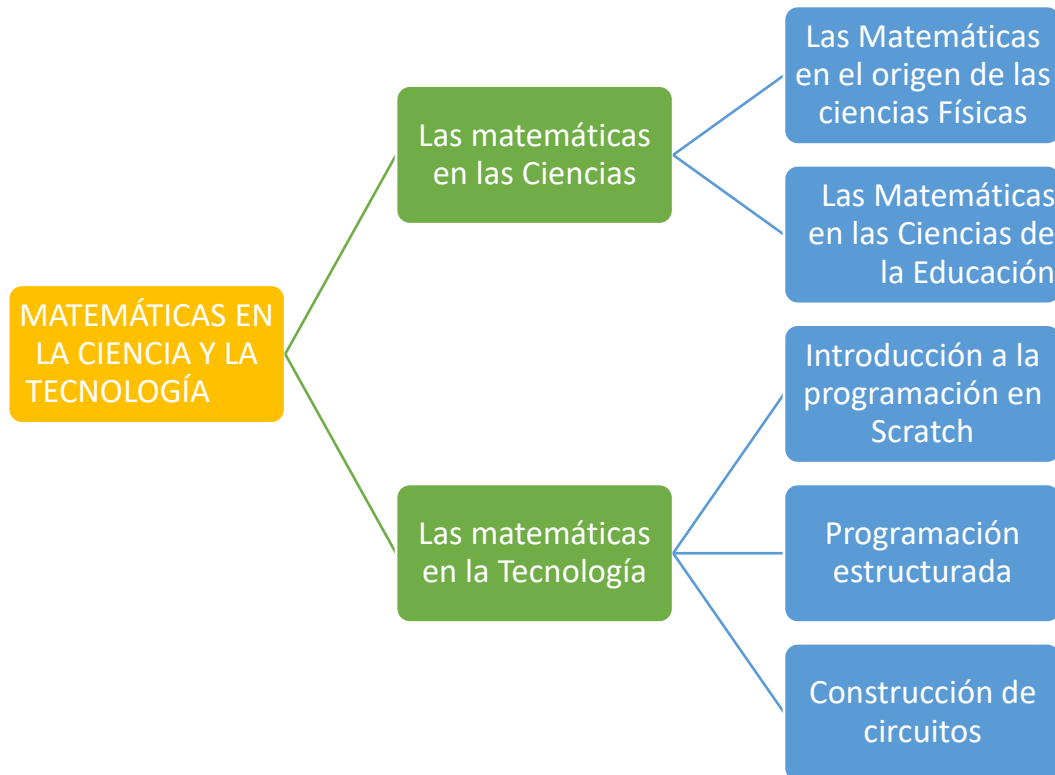 Las Matemáticas
en el origen de las
ciencias Físicas
Las matemáticas
en las Ciencias
Las Matemáticas
en las Ciencias de
la Educación
MATEMÁTICAS EN
LA CIENCIA Y LA
TECNOLOGÍA
Introducción a la
programación en
Scratch
Las matemáticas
en la Tecnología
Programación
estructurada
Construcción de
circuitos